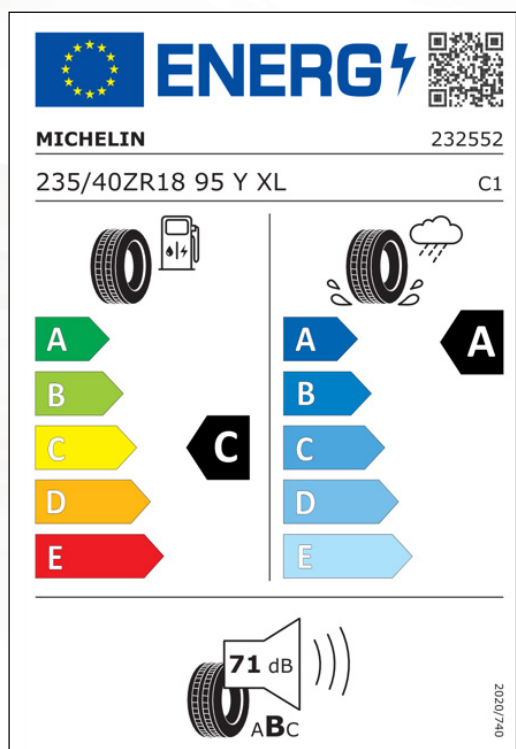 ENERG
MICHELIN 232552
235/40ZR18 95 Y XL C1
A A A
B B
C C C
D D
E E
71 dB
ABC
2020/740